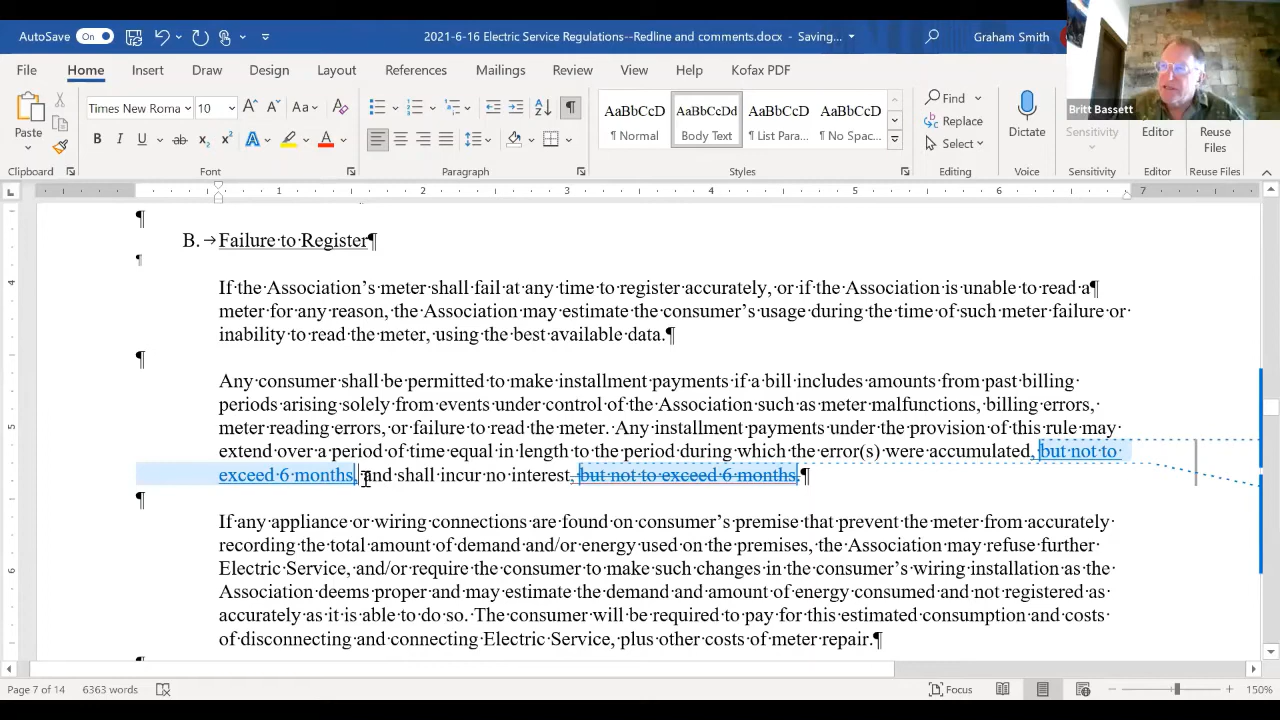 AutoSave On 2021-6-16 Electric Service Regulations--Redline and comments.docx - Saving... Graham Smith
Britt Bassett
File Home Insert Draw Design Layout References Mailings Review View Help Kofax PDF
Paste
Times New Roma 10
AaBbCcD AaBbCcDd AaBbCcD AaBbCcD
¶ Normal Body Text ¶ List Para... ¶ No Spac...
Find
Replace
Select
Dictate
Sensitivity
Editor
Reuse Files
Clipboard Font Paragraph Styles Editing Voice Sensitivity Editor Reuse Files
1 2 3 4 5 6 7
¶
B.→Failure·to·Register¶
¶
If·the·Association’s·meter·shall·fail·at·any·time·to·register·accurately,·or·if·the·Association·is·unable·to·read·a¶
meter·for·any·reason,·the·Association·may·estimate·the·consumer’s·usage·during·the·time·of·such·meter·failure·or·
inability·to·read·the·meter,·using·the·best·available·data.¶
¶
Any·consumer·shall·be·permitted·to·make·installment·payments·if·a·bill·includes·amounts·from·past·billing·
periods·arising·solely·from·events·under·control·of·the·Association·such·as·meter·malfunctions,·billing·errors,·
meter·reading·errors,·or·failure·to·read·the·meter.·Any·installment·payments·under·the·provision·of·this·rule·may·
extend·over·a·period·of·time·equal·in·length·to·the·period·during·which·the·error(s)·were·accumulated,·but·not·to·
exceed·6·months,·and·shall·incur·no·interest,·but·not·to·exceed·6·months.¶
¶
If·any·appliance·or·wiring·connections·are·found·on·consumer’s·premise·that·prevent·the·meter·from·accurately·
recording·the·total·amount·of·demand·and/or·energy·used·on·the·premises,·the·Association·may·refuse·further·
Electric·Service,·and/or·require·the·consumer·to·make·such·changes·in·the·consumer’s·wiring·installation·as·the·
Association·deems·proper·and·may·estimate·the·demand·and·amount·of·energy·consumed·and·not·registered·as·
accurately·as·it·is·able·to·do·so.·The·consumer·will·be·required·to·pay·for·this·estimated·consumption·and·costs·
of·disconnecting·and·connecting·Electric·Service,·plus·other·costs·of·meter·repair.¶
Page 7 of 14 6363 words Focus 150%